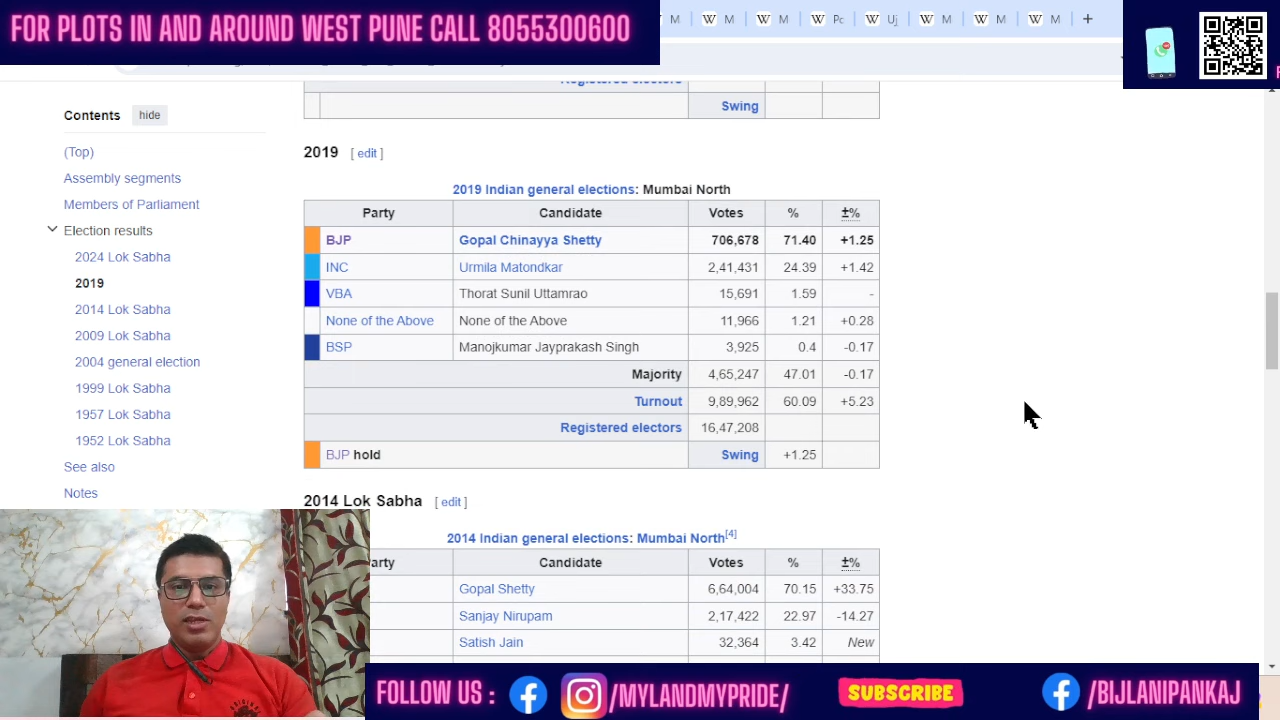 FOR PLOTS IN AND AROUND WEST PUNE CALL 8055300600
M W M W Pc W Uj W M W M W M +
Contents hide
(Top)
Assembly segments
Members of Parliament
Election results
2024 Lok Sabha
2019
2014 Lok Sabha
2009 Lok Sabha
2004 general election
1999 Lok Sabha
1957 Lok Sabha
1952 Lok Sabha
See also
Notes
Registered electors
Swing
2019 [ edit ]
2019 Indian general elections: Mumbai North
Party Candidate Votes % ±%
BJP Gopal Chinayya Shetty 706,678 71.40 +1.25
INC Urmila Matondkar 2,41,431 24.39 +1.42
VBA Thorat Sunil Uttamrao 15,691 1.59 -
None of the Above None of the Above 11,966 1.21 +0.28
BSP Manojkumar Jayprakash Singh 3,925 0.4 -0.17
Majority 4,65,247 47.01 -0.17
Turnout 9,89,962 60.09 +5.23
Registered electors 16,47,208
BJP hold Swing +1.25
2014 Lok Sabha [ edit ]
2014 Indian general elections: Mumbai North[4]
arty Candidate Votes % ±%
Gopal Shetty 6,64,004 70.15 +33.75
Sanjay Nirupam 2,17,422 22.97 -14.27
Satish Jain 32,364 3.42 New
FOLLOW US : /MYLANDMYPRIDE/ SUBSCRIBE /BIJLANIPANKAJ